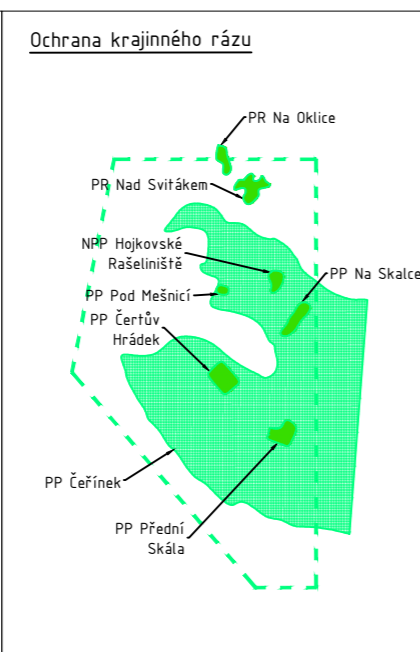 Ochrana krajinného rázu
PR Na Oklice
PR Nad Svitákem
NPP Hojkovské
Rašeliniště
PP Na Skalce
PP Pod Mešnicí
PP Čertův
Hrádek
PP Čeřínek
PP Přední
Skála